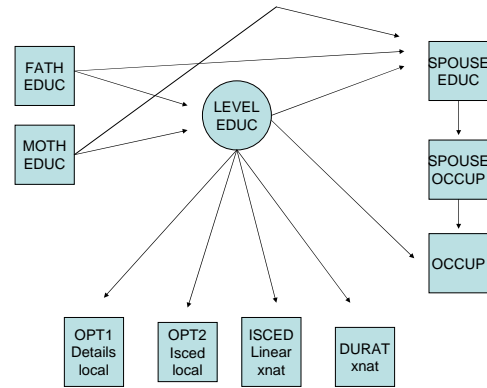 FATH
EDUC
MOTH
EDUC
LEVEL
EDUC
SPOUSE
EDUC
SPOUSE
OCCUP
OCCUP
OPT1
Details
local
OPT2
Isced
local
ISCED
Linear
xnat
DURAT
xnat